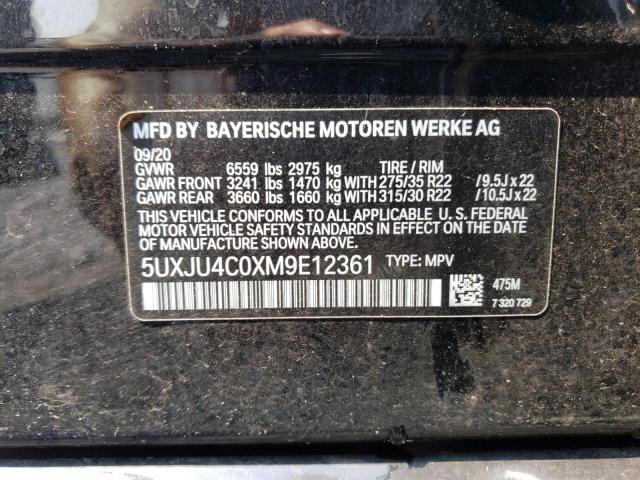 MFD BY BAYERISCHE MOTOREN WERKE AG
09/20
GVWR 6559 lbs 2975 kg TIRE / RIM
GAWR FRONT 3241 lbs 1470 kg WITH 275/35 R22 /9.5J x 22
GAWR REAR 3660 lbs 1660 kg WITH 315/30 R22 /10.5J x 22
THIS VEHICLE CONFORMS TO ALL APPLICABLE U. S. FEDERAL
MOTOR VEHICLE SAFETY STANDARDS IN EFFECT ON THE
DATE OF MANUFACTURE SHOWN ABOVE.
5UXJU4C0XM9E12361 TYPE: MPV
475M
7 320 729